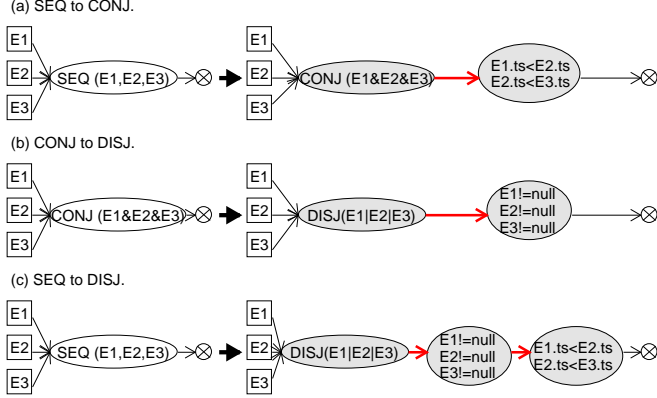 (a) SEQ to CONJ.
E1
E2
E3
SEQ (E1,E2,E3)
E1
E2
E3
CONJ (E1&E2&E3)
E1.ts<E2.ts
E2.ts<E3.ts
(b) CONJ to DISJ.
E1
E2
E3
CONJ (E1&E2&E3)
E1
E2
E3
DISJ(E1|E2|E3)
E1!=null
E2!=null
E3!=null
(c) SEQ to DISJ.
E1
E2
E3
SEQ (E1,E2,E3)
E1
E2
E3
DISJ(E1|E2|E3)
E1!=null
E2!=null
E3!=null
E1.ts<E2.ts
E2.ts<E3.ts